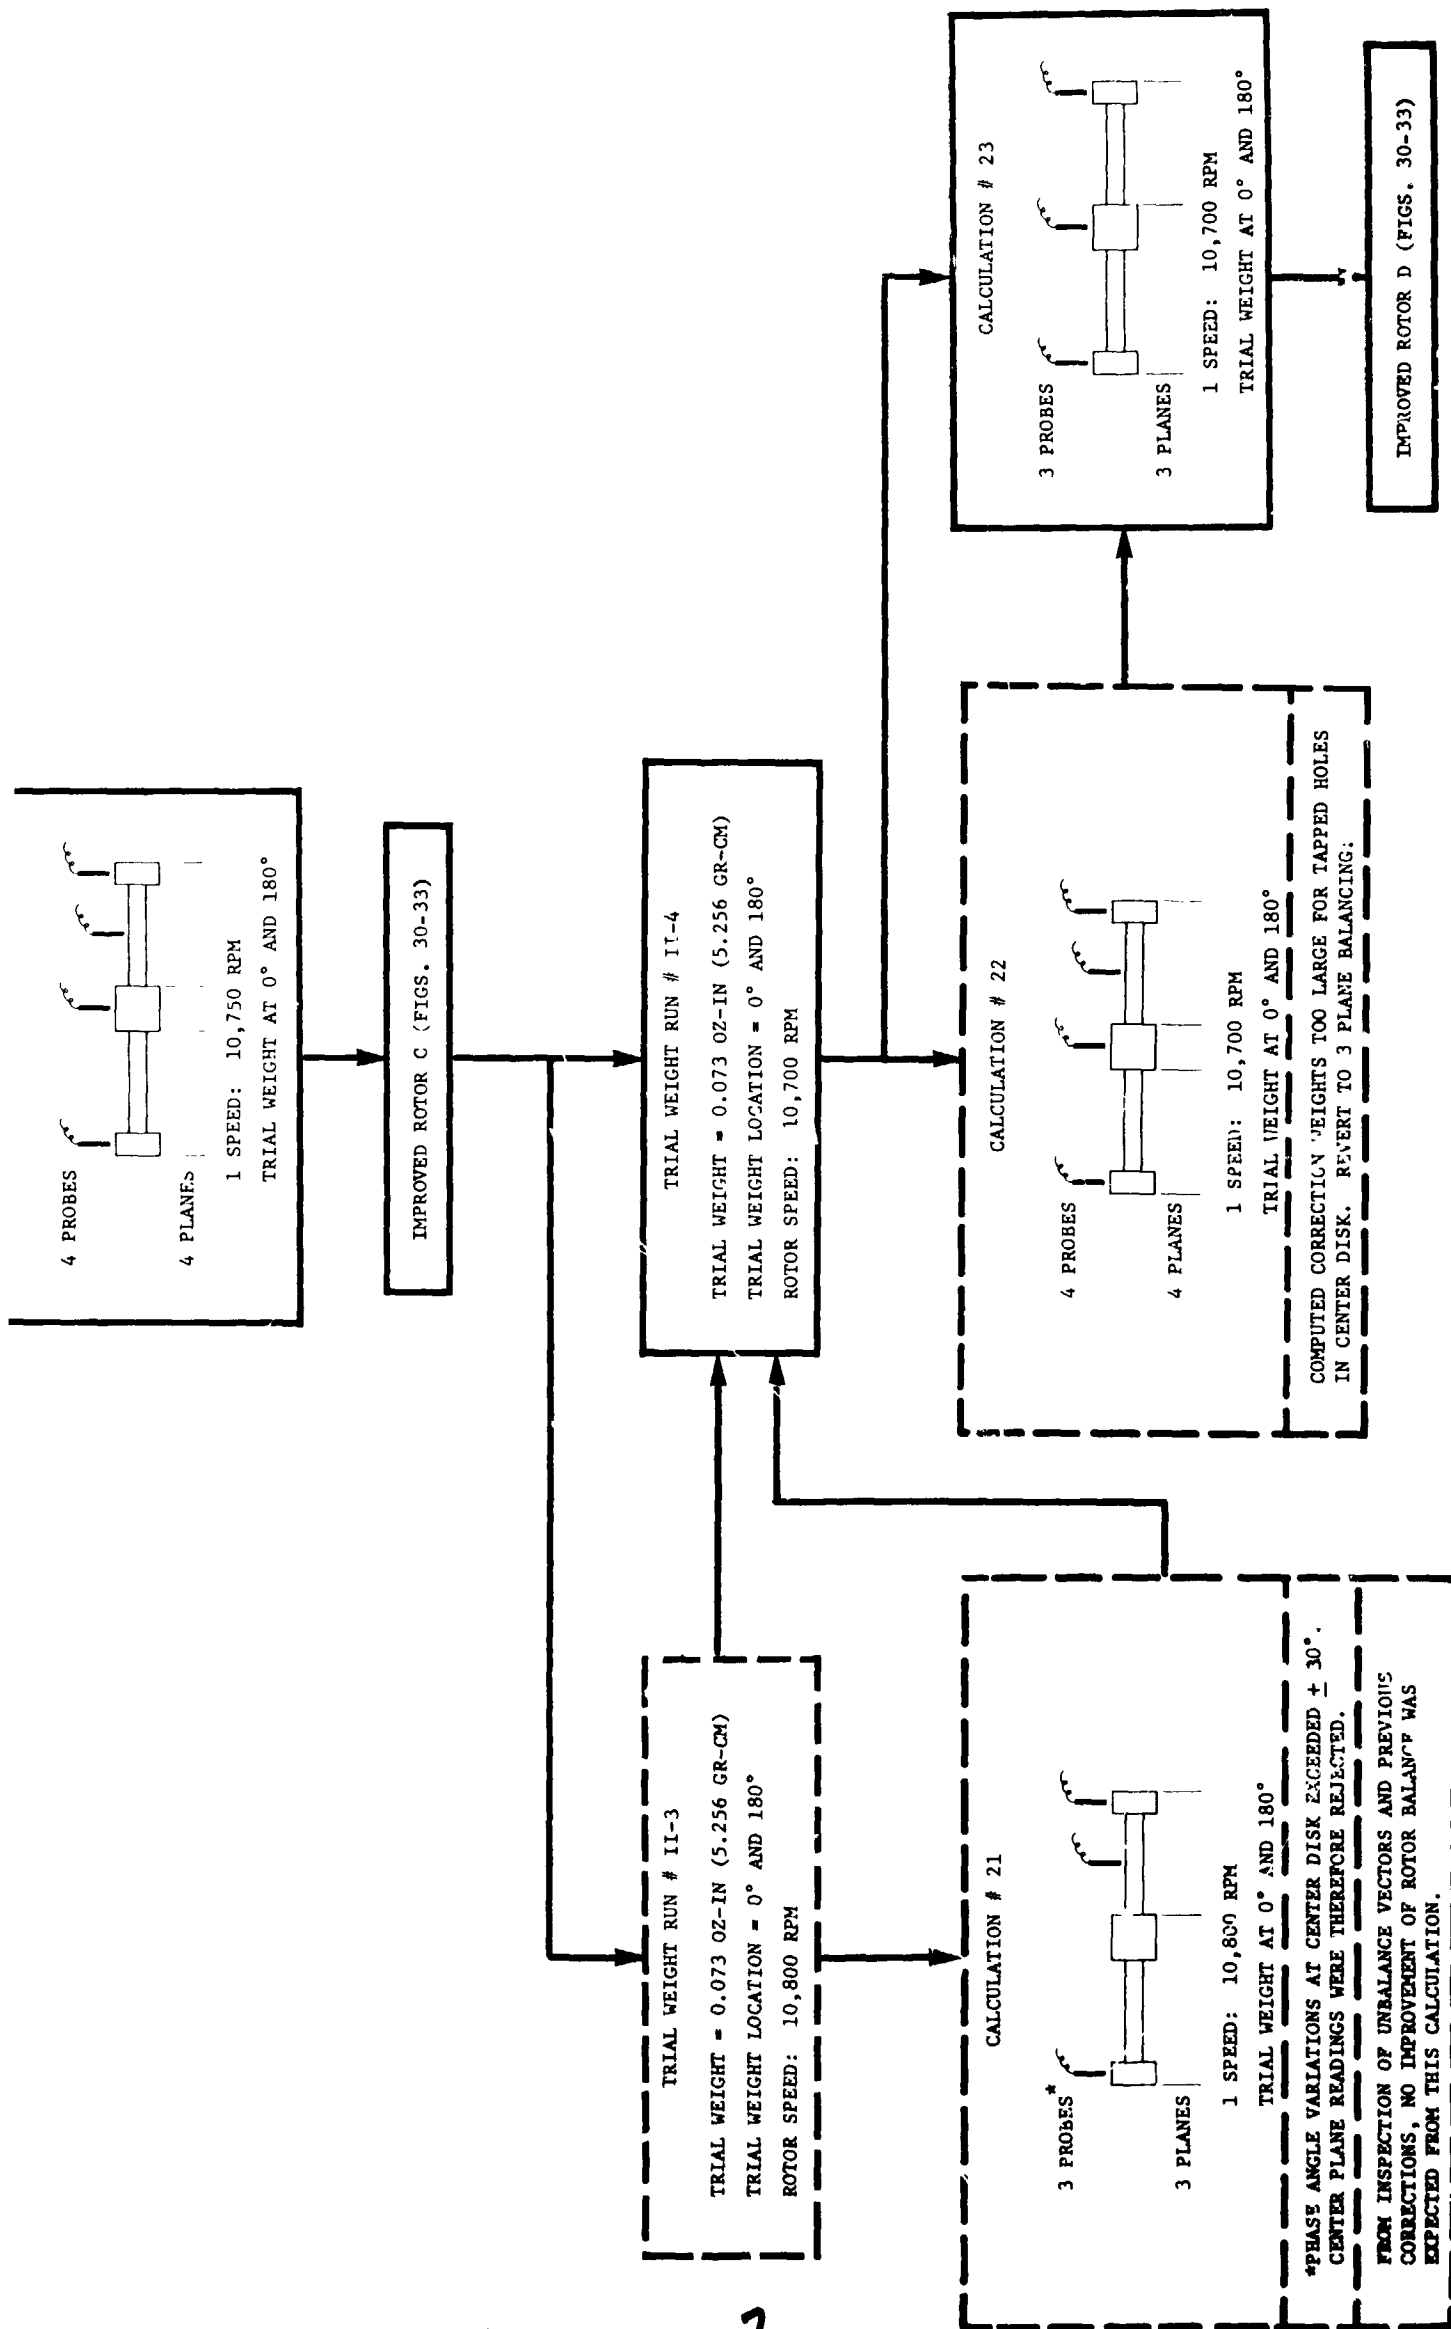 4 PROBES
4 PLANES
1 SPEED: 10,750 RPM
TRIAL WEIGHT AT 0° AND 180°
IMPROVED ROTOR C (FIGS. 30-33)
TRIAL WEIGHT RUN # II-3
TRIAL WEIGHT = 0.073 OZ-IN (5.256 GR-CM)
TRIAL WEIGHT LOCATION = 0° AND 180°
ROTOR SPEED: 10,800 RPM
TRIAL WEIGHT RUN # II-4
TRIAL WEIGHT = 0.073 OZ-IN (5.256 GR-CM)
TRIAL WEIGHT LOCATION = 0° AND 180°
ROTOR SPEED: 10,700 RPM
CALCULATION # 21
3 PROBES*
3 PLANES
1 SPEED: 10,800 RPM
TRIAL WEIGHT AT 0° AND 180°
*PHASE ANGLE VARIATIONS AT CENTER DISK EXCEEDED ± 30°.
CENTER PLANE READINGS WERE THEREFORE REJECTED.
FROM INSPECTION OF UNBALANCE VECTORS AND PREVIOUS
CORRECTIONS, NO IMPROVEMENT OF ROTOR BALANCE WAS
EXPECTED FROM THIS CALCULATION.
CALCULATION # 22
4 PROBES
4 PLANES
1 SPEED: 10,700 RPM
TRIAL WEIGHT AT 0° AND 180°
COMPUTED CORRECTION WEIGHTS TOO LARGE FOR TAPPED HOLES
IN CENTER DISK. REVERT TO 3 PLANE BALANCING.
CALCULATION # 23
3 PROBES
3 PLANES
1 SPEED: 10,700 RPM
TRIAL WEIGHT AT 0° AND 180°
IMPROVED ROTOR D (FIGS. 30-33)